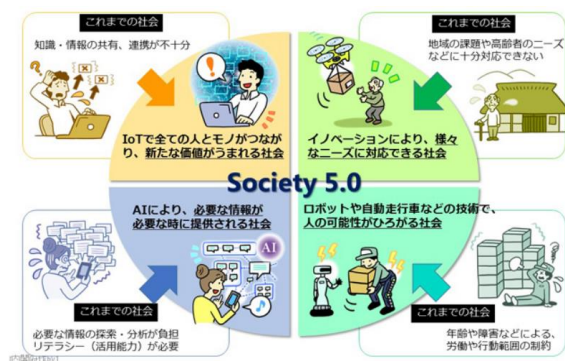 これまでの社会
知識・情報の共有、連携が不十分
IoTで全ての人とモノがつなが
り、新たな価値がうまれる社会
これまでの社会
地域の課題や高齢者のニーズ
などに十分対応できない
イノベーションにより、様々
なニーズに対応できる社会
Society 5.0
AIにより、必要な情報が
必要な時に提供される社会
AI
これまでの社会
必要な情報の探索・分析が負担
リテラシー(活用能力)が必要
ロボットや自動走行車などの技術で、
人の可能性がひろがる社会
これまでの社会
年齢や障害などによる、
労働や行動範囲の制約